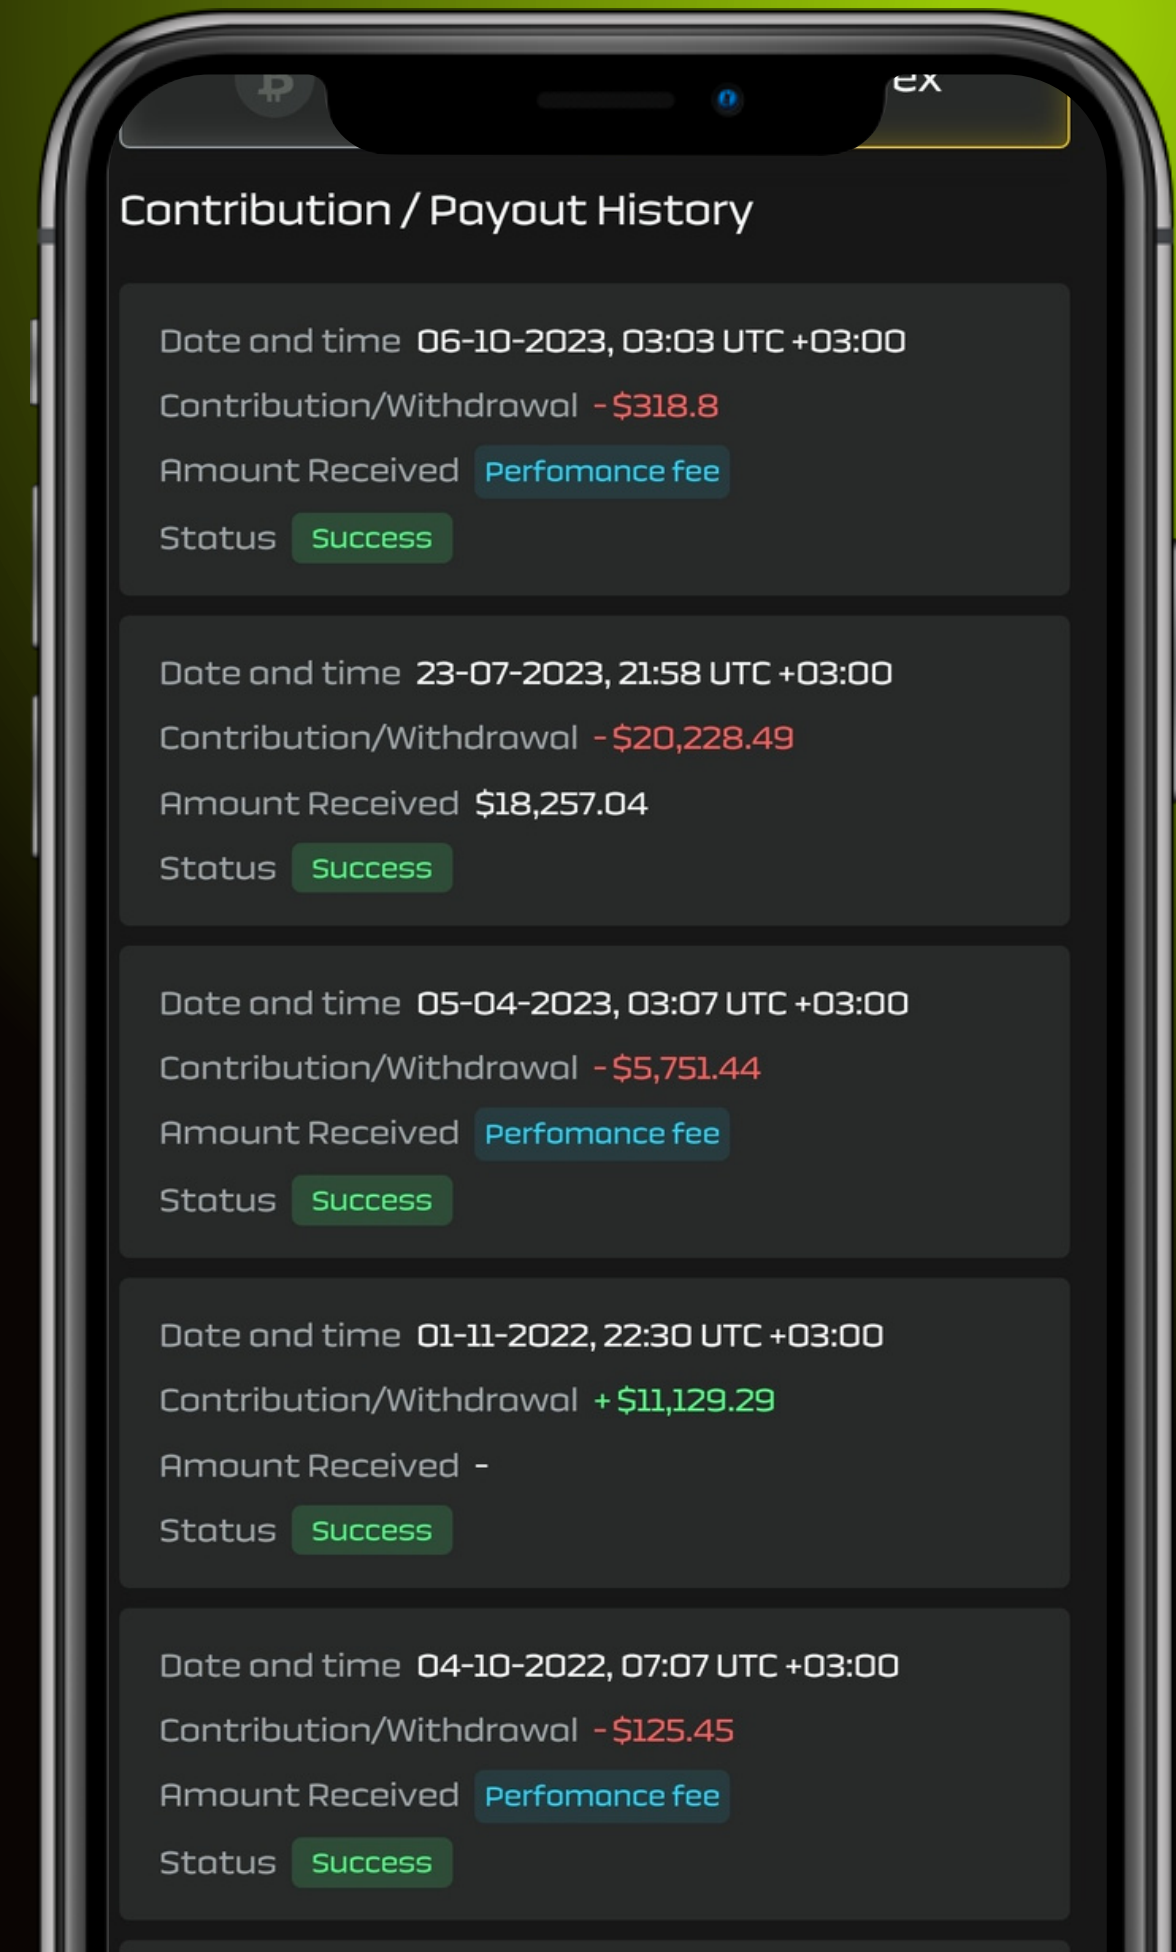 ex
Contribution / Payout History
Date and time 06-10-2023, 03:03 UTC +03:00
Contribution/Withdrawal - $318.8
Amount Received Perfomance fee
Status Success
Date and time 23-07-2023, 21:58 UTC +03:00
Contribution/Withdrawal - $20,228.49
Amount Received $18,257.04
Status Success
Date and time 05-04-2023, 03:07 UTC +03:00
Contribution/Withdrawal - $5,751.44
Amount Received Perfomance fee
Status Success
Date and time 01-11-2022, 22:30 UTC +03:00
Contribution/Withdrawal + $11,129.29
Amount Received -
Status Success
Date and time 04-10-2022, 07:07 UTC +03:00
Contribution/Withdrawal - $125.45
Amount Received Perfomance fee
Status Success